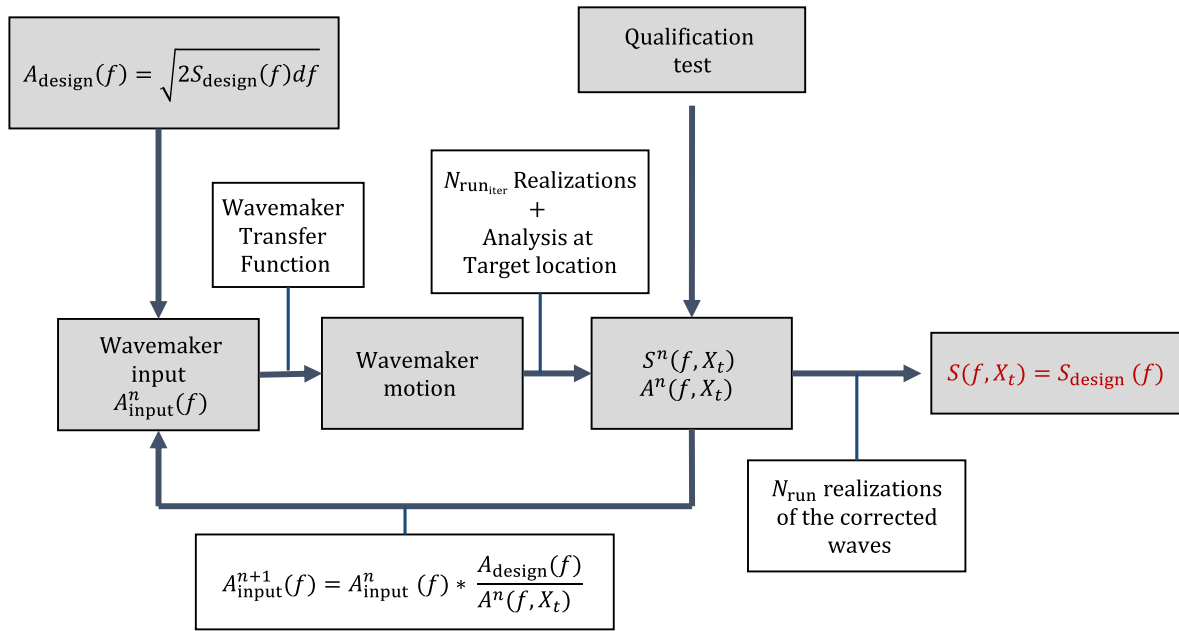 A_design(f) = √2S_design(f)df
Qualification
test
Wavemaker
Transfer
Function
N_run_iter Realizations
+
Analysis at
Target location
Wavemaker
input
A^n_input(f)
Wavemaker
motion
S^n(f, X_t)
A^n(f, X_t)
S(f, X_t) = S_design (f)
N_run realizations
of the corrected
waves
A^{n+1}_input(f) = A^n_input (f) * A_design(f) / A^n(f, X_t)